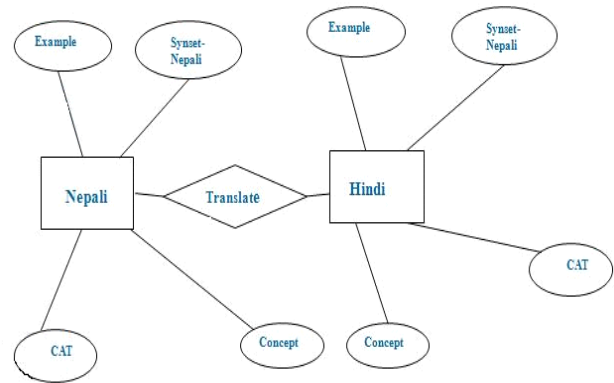 Example
Synset-
Nepali
Example
Synset-
Nepali
Nepali
Translate
Hindi
CAT
Concept
Concept
CAT